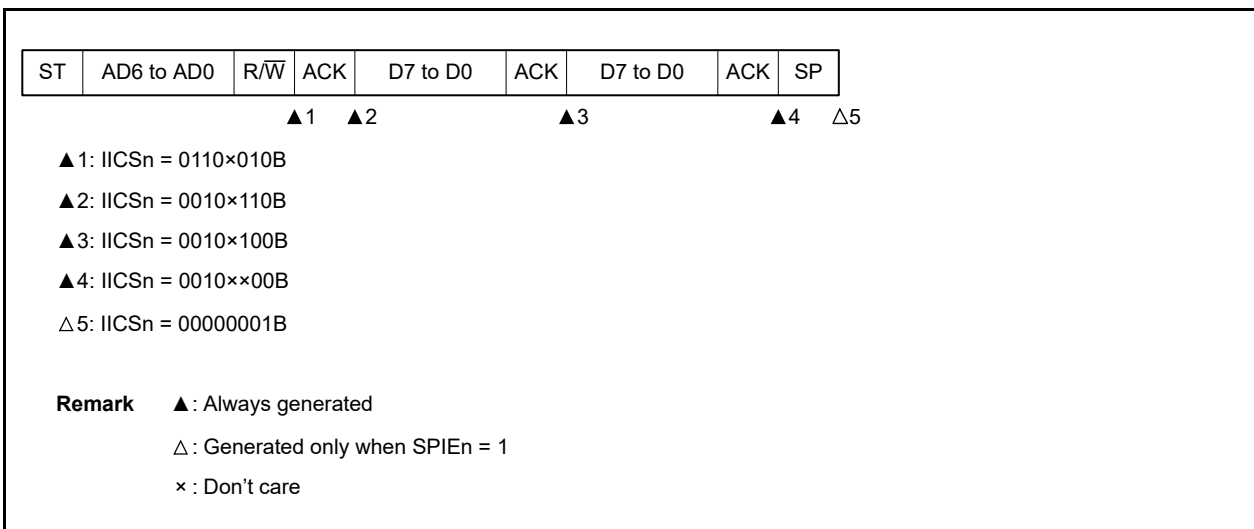 ST AD6 to AD0 R/W̅ ACK D7 to D0 ACK D7 to D0 ACK SP
▲1 ▲2 ▲3 ▲4 △5
▲1: IICSn = 0110×010B
▲2: IICSn = 0010×110B
▲3: IICSn = 0010×100B
▲4: IICSn = 0010××00B
△5: IICSn = 00000001B
Remark ▲: Always generated
△: Generated only when SPIEn = 1
×: Don't care